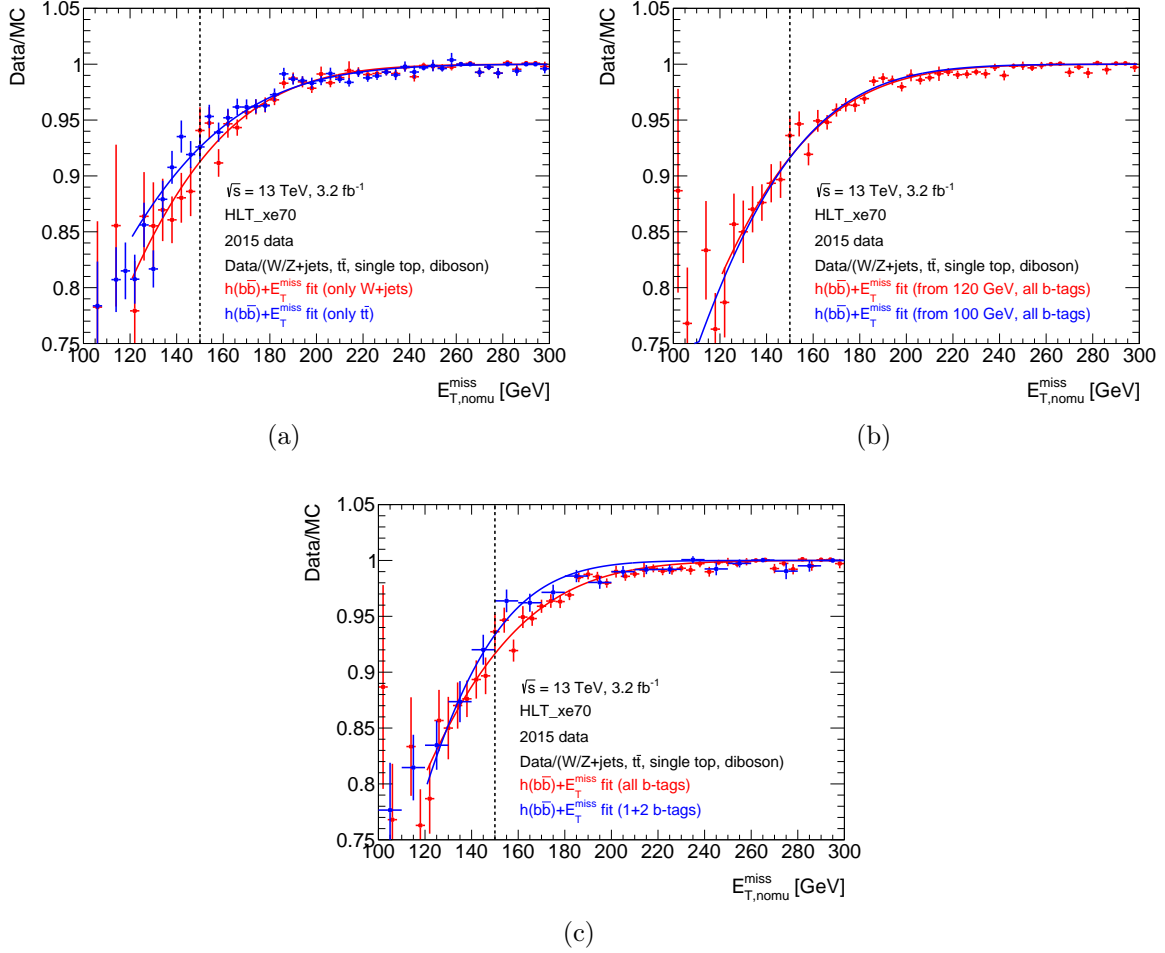 Data/MC
1.05
1
0.95
0.9
0.85
0.8
0.75
√s = 13 TeV, 3.2 fb⁻¹
HLT_xe70
2015 data
Data/(W/Z+jets, tt̄, single top, diboson)
h(bb̄)+E_T^miss fit (only W+jets)
h(bb̄)+E_T^miss fit (only tt̄)
100 120 140 160 180 200 220 240 260 280 300
E_T,nomu^miss [GeV]
(a)
Data/MC
1.05
1
0.95
0.9
0.85
0.8
0.75
√s = 13 TeV, 3.2 fb⁻¹
HLT_xe70
2015 data
Data/(W/Z+jets, tt̄, single top, diboson)
h(bb̄)+E_T^miss fit (from 120 GeV, all b-tags)
h(bb̄)+E_T^miss fit (from 100 GeV, all b-tags)
100 120 140 160 180 200 220 240 260 280 300
E_T,nomu^miss [GeV]
(b)
Data/MC
1.05
1
0.95
0.9
0.85
0.8
0.75
√s = 13 TeV, 3.2 fb⁻¹
HLT_xe70
2015 data
Data/(W/Z+jets, tt̄, single top, diboson)
h(bb̄)+E_T^miss fit (all b-tags)
h(bb̄)+E_T^miss fit (1+2 b-tags)
100 120 140 160 180 200 220 240 260 280 300
E_T,nomu^miss [GeV]
(c)